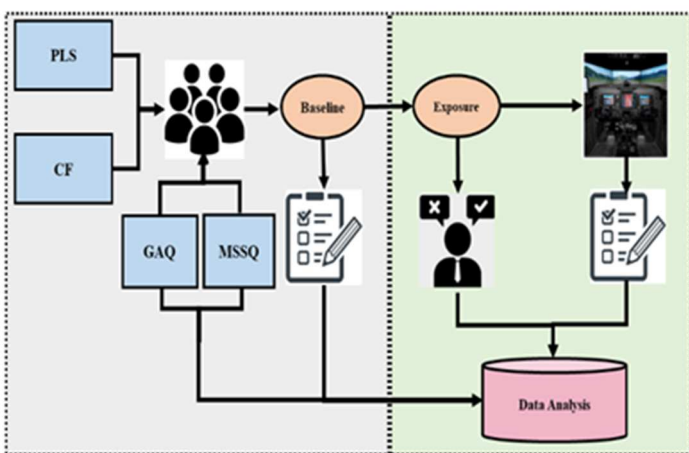 PLS
CF
GAQ
MSSQ
Baseline
Exposure
Data Analysis